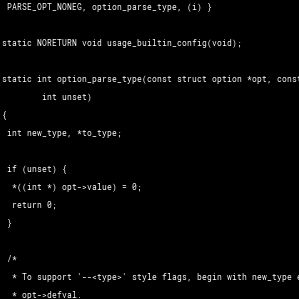 PARSE_OPT_NONEG, option_parse_type, (i) }
static NORETURN void usage_builtin_config(void);
static int option_parse_type(const struct option *opt, const
int unset)
{
int new_type, *to_type;
if (unset) {
*((int *) opt->value) = 0;
return 0;
}
/*
* To support '--<type>' style flags, begin with new_type
* opt->defval.